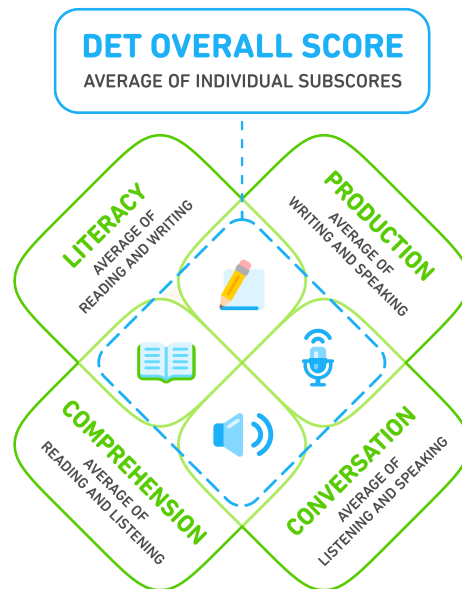 DET OVERALL SCORE
AVERAGE OF INDIVIDUAL SUBSCORES
LITERACY
AVERAGE OF
READING AND WRITING
PRODUCTION
AVERAGE OF
WRITING AND SPEAKING
COMPREHENSION
AVERAGE OF
READING AND LISTENING
CONVERSATION
AVERAGE OF
LISTENING AND SPEAKING